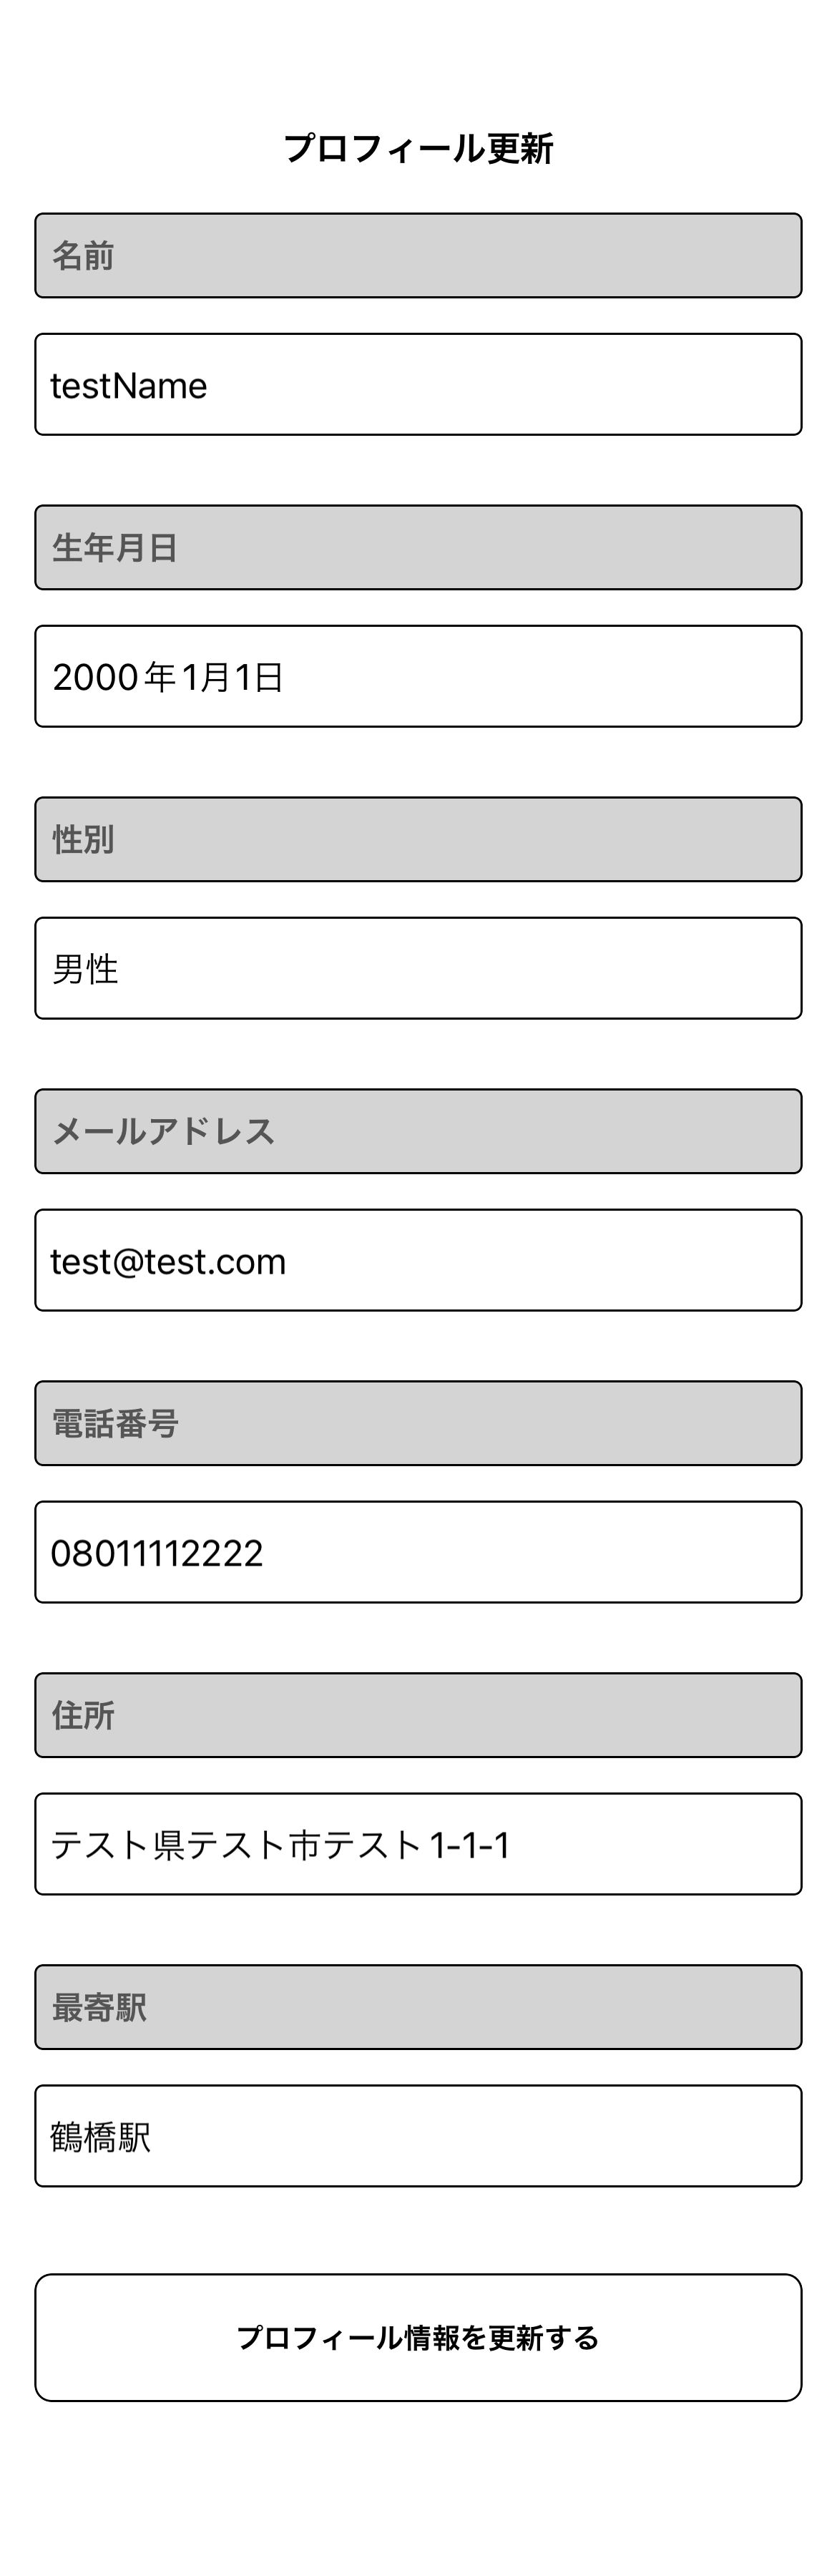 プロフィール更新
名前
testName
生年月日
2000年1月1日
性別
男性
メールアドレス
test@test.com
電話番号
08011112222
住所
テスト県テスト市テスト1-1-1
最寄駅
鶴橋駅
プロフィール情報を更新する